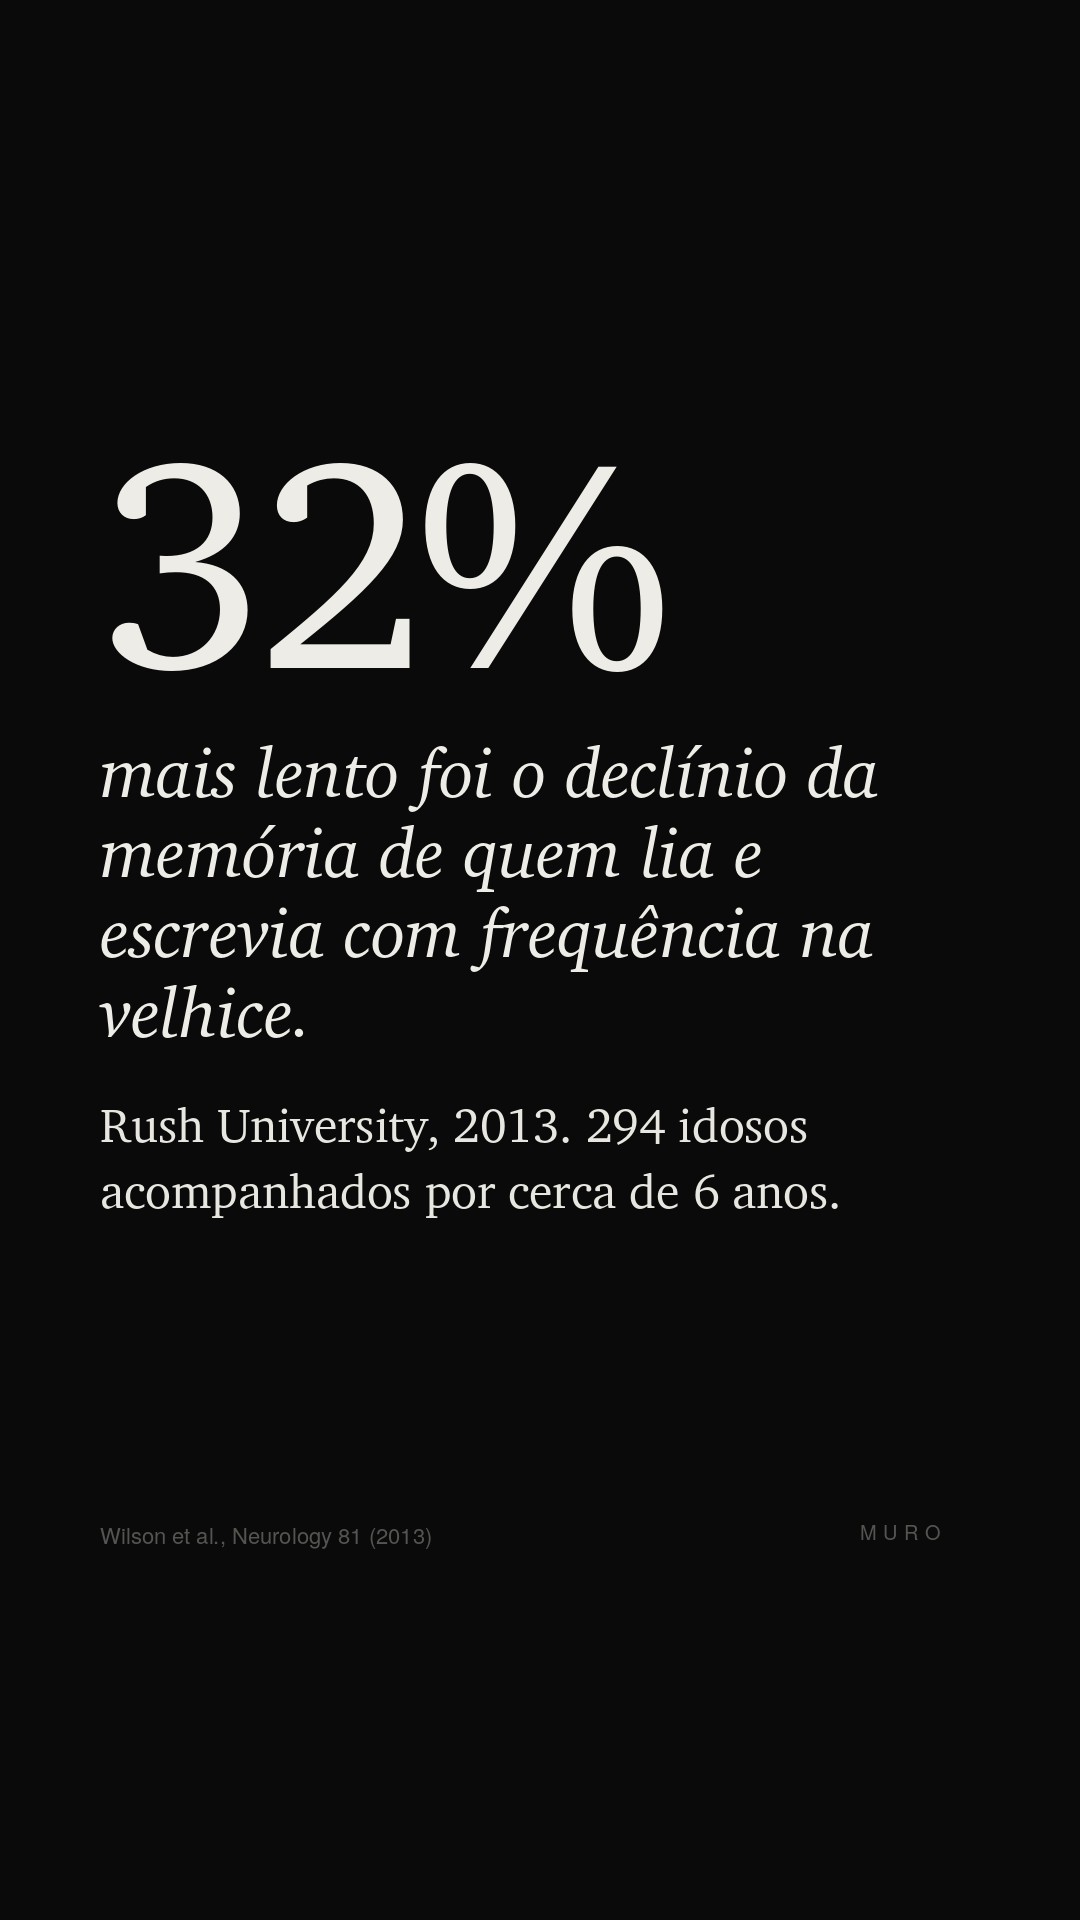 32%
mais lento foi o declínio da
memória de quem lia e
escrevia com frequência na
velhice.
Rush University, 2013. 294 idosos
acompanhados por cerca de 6 anos.
Wilson et al., Neurology 81 (2013)
MURO